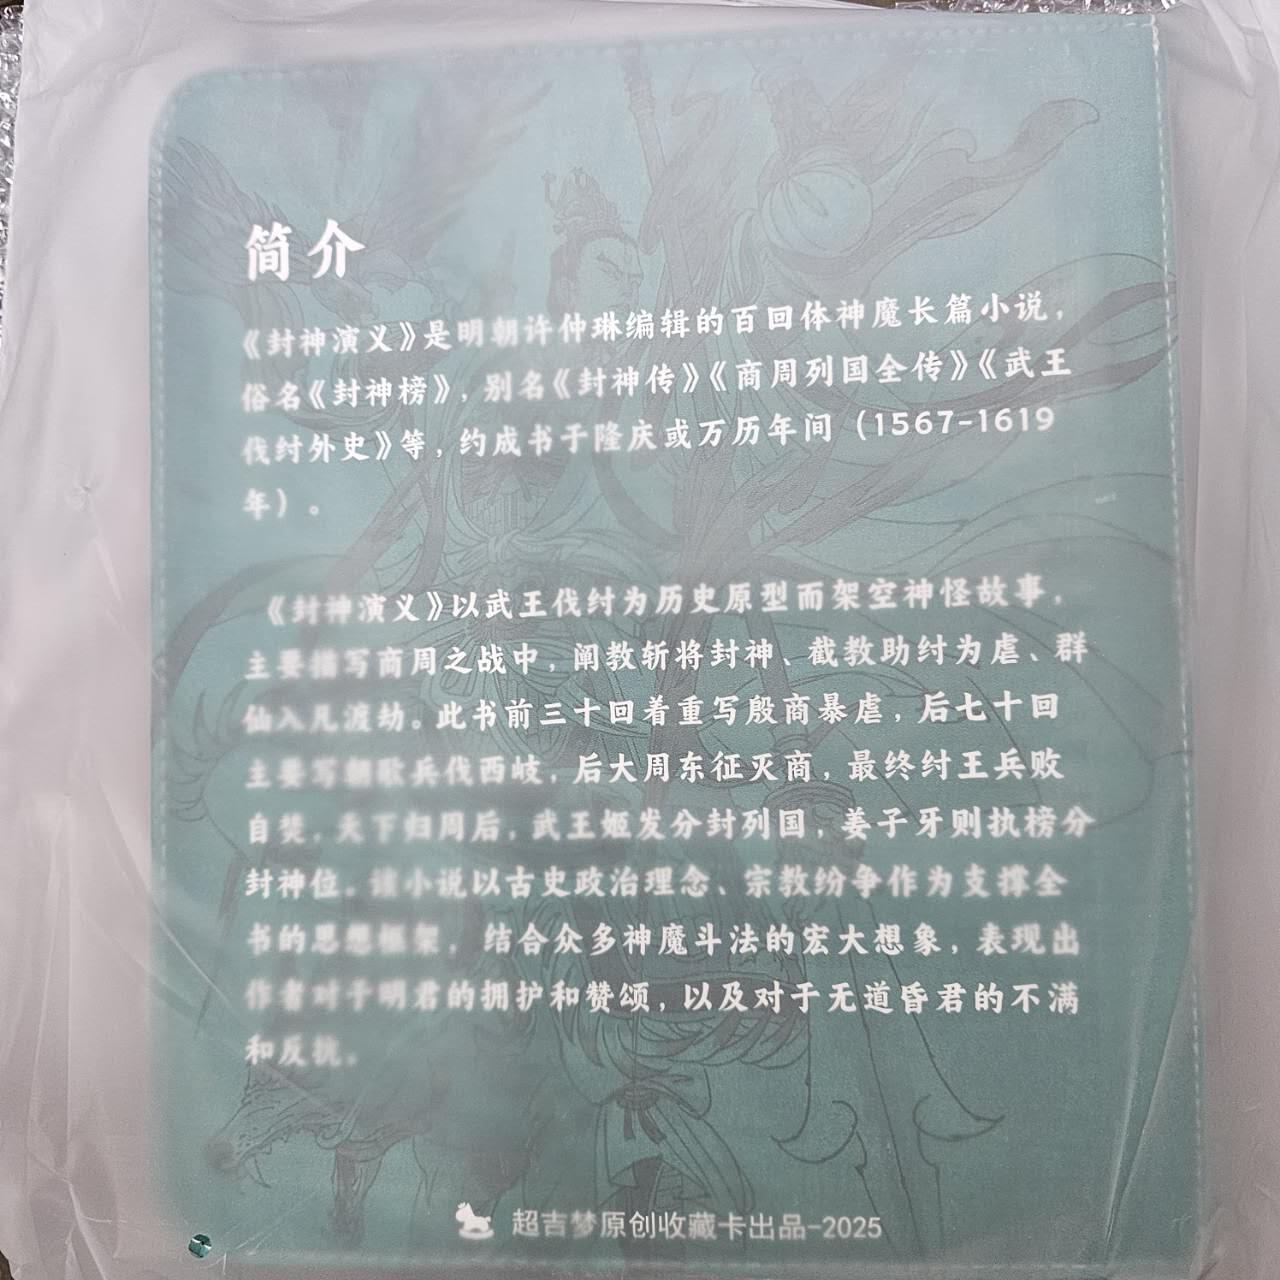 简介
《封神演义》是明朝许仲琳编辑的百回体神魔长篇小说，
俗名《封神榜》，别名《封神传》《商周列国全传》《武王
伐纣外史》等，约成书于隆庆或万历年间（1567-1619
年）。
《封神演义》以武王伐纣为历史原型而架空神怪故事，
主要描写商周之战中，阐教斩将封神、截教助纣为虐、群
仙入凡渡劫。此书前三十回着重写殷商暴虐，后七十回
主要写朝歌兵伐西岐，后大周东征灭商，最终纣王兵败
自焚，天下归周后，武王姬发分封列国，姜子牙则执榜分
封神位。该小说以古史政治理念、宗教纷争作为支撑全
书的思想框架，结合众多神魔斗法的宏大想象，表现出
作者对于明君的拥护和赞颂，以及对于无道昏君的不满
和反抗。
超吉梦原创收藏卡出品-2025